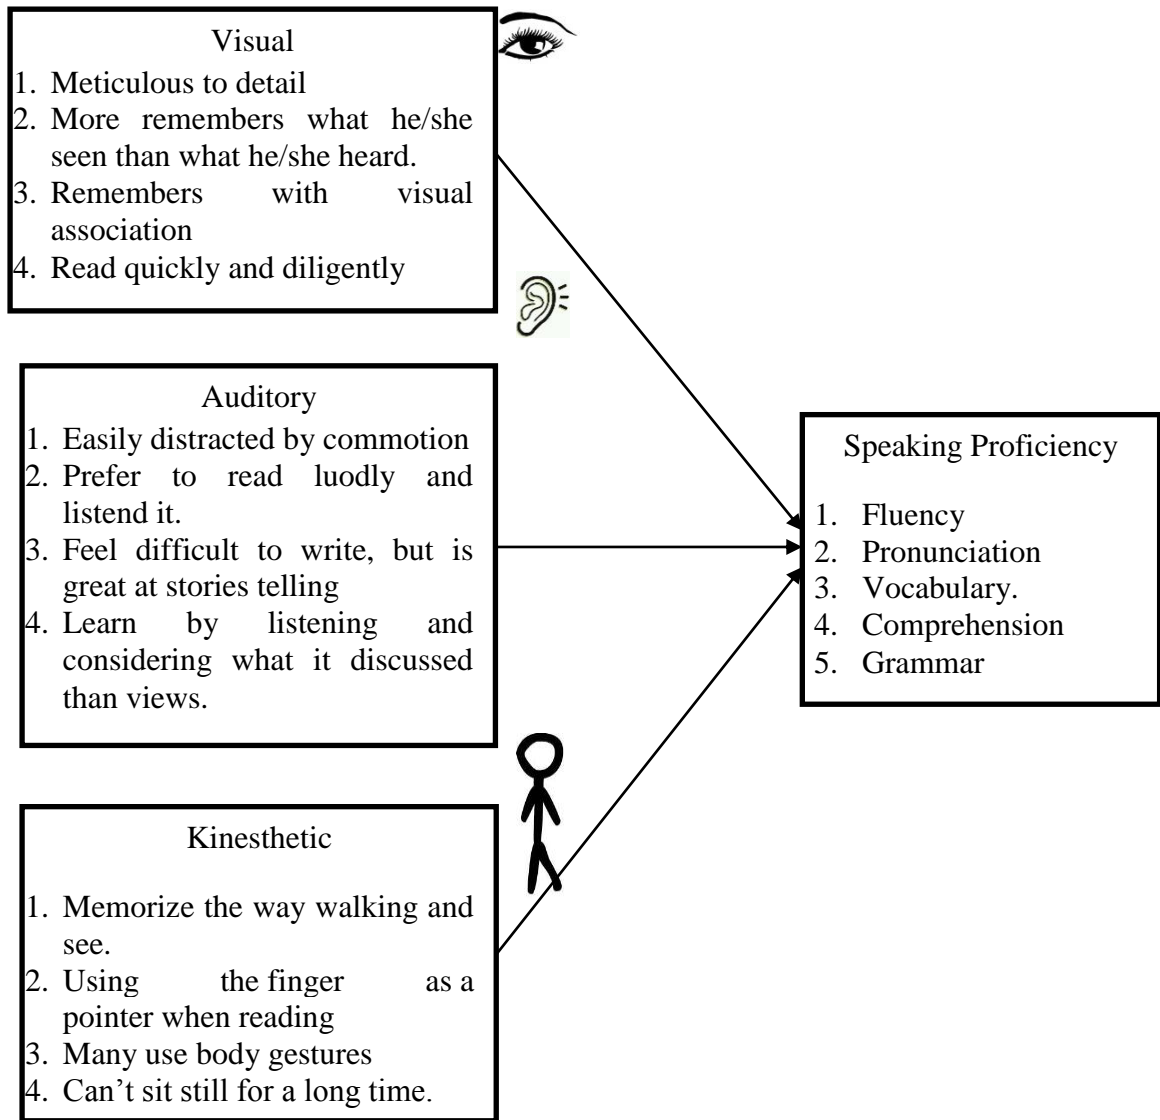 Visual
1. Meticulous to detail
2. More remembers what he/she
seen than what he/she heard.
3. Remembers with visual
association
4. Read quickly and diligently
Auditory
1. Easily distracted by commotion
2. Prefer to read luodly and
listend it.
3. Feel difficult to write, but is
great at stories telling
4. Learn by listening and
considering what it discussed
than views.
Kinesthetic
1. Memorize the way walking and
see.
2. Using the finger as a
pointer when reading
3. Many use body gestures
4. Can’t sit still for a long time.
Speaking Proficiency
1. Fluency
2. Pronunciation
3. Vocabulary.
4. Comprehension
5. Grammar